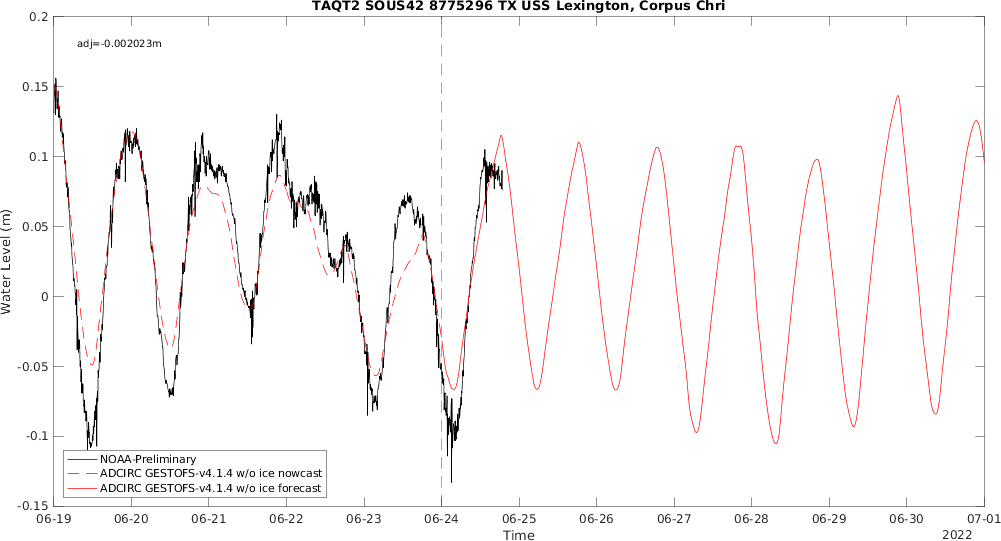 TAQT2 SOUS42 8775296 TX USS Lexington, Corpus Chri
adj=-0.002023m
0.2
0.15
0.1
0.05
0
-0.05
-0.1
-0.15
Water Level (m)
NOAA-Preliminary
ADCIRC GESTOFS-v4.1.4 w/o ice nowcast
ADCIRC GESTOFS-v4.1.4 w/o ice forecast
06-19 06-20 06-21 06-22 06-23 06-24 06-25 06-26 06-27 06-28 06-29 06-30 07-01
Time
2022